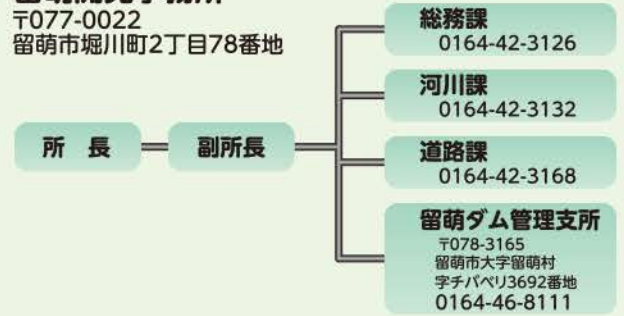 〒077-0022
留萌市堀川町2丁目78番地
所 長
副所長
総務課
0164-42-3126
河川課
0164-42-3132
道路課
0164-42-3168
留萌ダム管理支所
〒078-3165
留萌市大字留萌村
字チバベリ3692番地
0164-46-8111